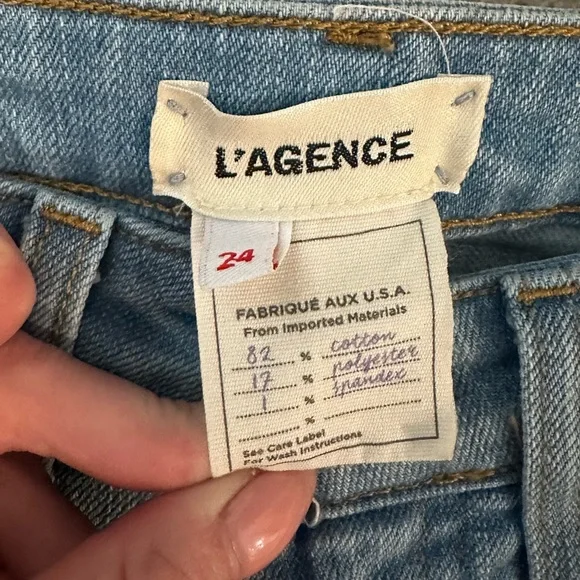 L'AGENCE
24
FABRIQUÉ AUX U.S.A.
From Imported Materials
82 % cotton
17 % polyester
1 % spandex
%
See Care Label
For Wash Instructions